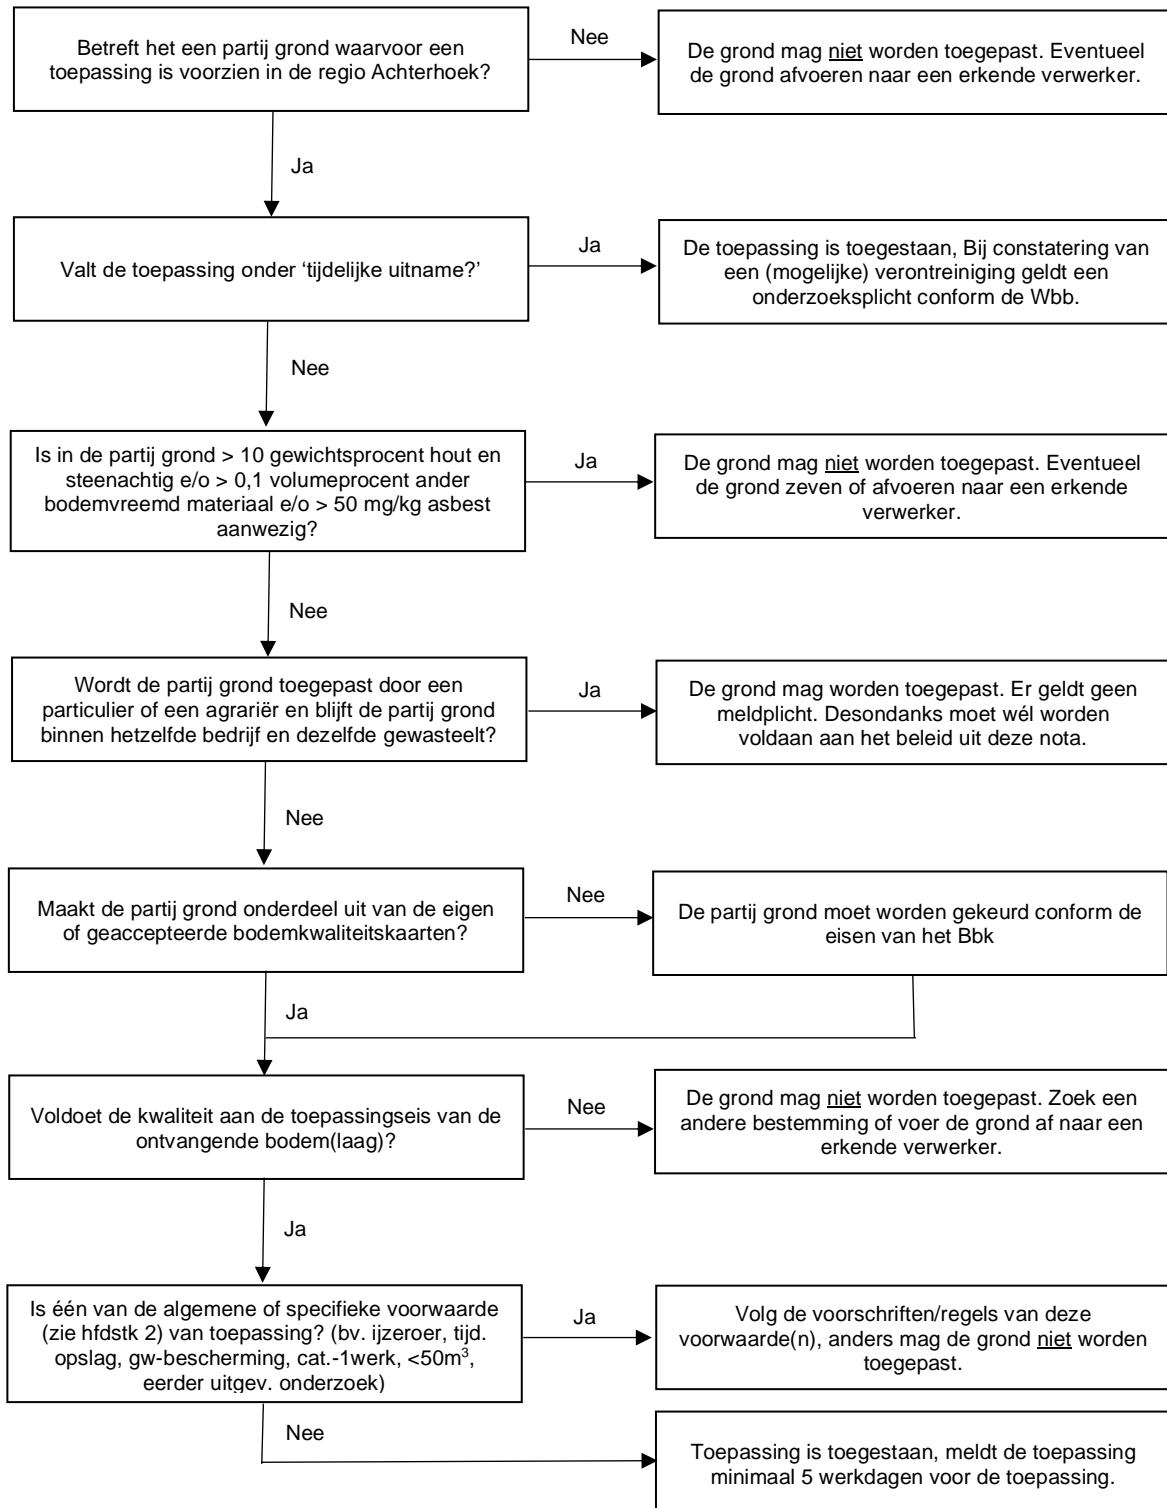 Betreft het een partij grond waarvoor een
toepassing is voorzien in de regio Achterhoek?
Nee
De grond mag niet worden toegepast. Eventueel
de grond afvoeren naar een erkende verwerker.
Ja
Valt de toepassing onder ‘tijdelijke uitname?’
Ja
De toepassing is toegestaan, Bij constatering van
een (mogelijke) verontreiniging geldt een
onderzoeksplicht conform de Wbb.
Nee
Is in de partij grond > 10 gewichtsprocent hout en
steenachtig e/o > 0,1 volumeprocent ander
bodemvreemd materiaal e/o > 50 mg/kg asbest
aanwezig?
Ja
De grond mag niet worden toegepast. Eventueel
de grond zeven of afvoeren naar een erkende
verwerker.
Nee
Wordt de partij grond toegepast door een
particulier of een agrariër en blijft de partij grond
binnen hetzelfde bedrijf en dezelfde gewasteelt?
Ja
De grond mag worden toegepast. Er geldt geen
meldplicht. Desondanks moet wél worden
voldaan aan het beleid uit deze nota.
Nee
Maakt de partij grond onderdeel uit van de eigen
of geaccepteerde bodemkwaliteitskaarten?
Nee
De partij grond moet worden gekeurd conform de
eisen van het Bbk
Ja
Voldoet de kwaliteit aan de toepassingseis van de
ontvangende bodem(laag)?
Nee
De grond mag niet worden toegepast. Zoek een
andere bestemming of voer de grond af naar een
erkende verwerker.
Ja
Is één van de algemene of specifieke voorwaarde
(zie hfdstk 2) van toepassing? (bv. ijzeroer, tijd.
opslag, gw-bescherming, cat.-1werk, <50m³,
eerder uitgev. onderzoek)
Ja
Volg de voorschriften/regels van deze
voorwaarde(n), anders mag de grond niet worden
toegepast.
Nee
Toepassing is toegestaan, meldt de toepassing
minimaal 5 werkdagen voor de toepassing.